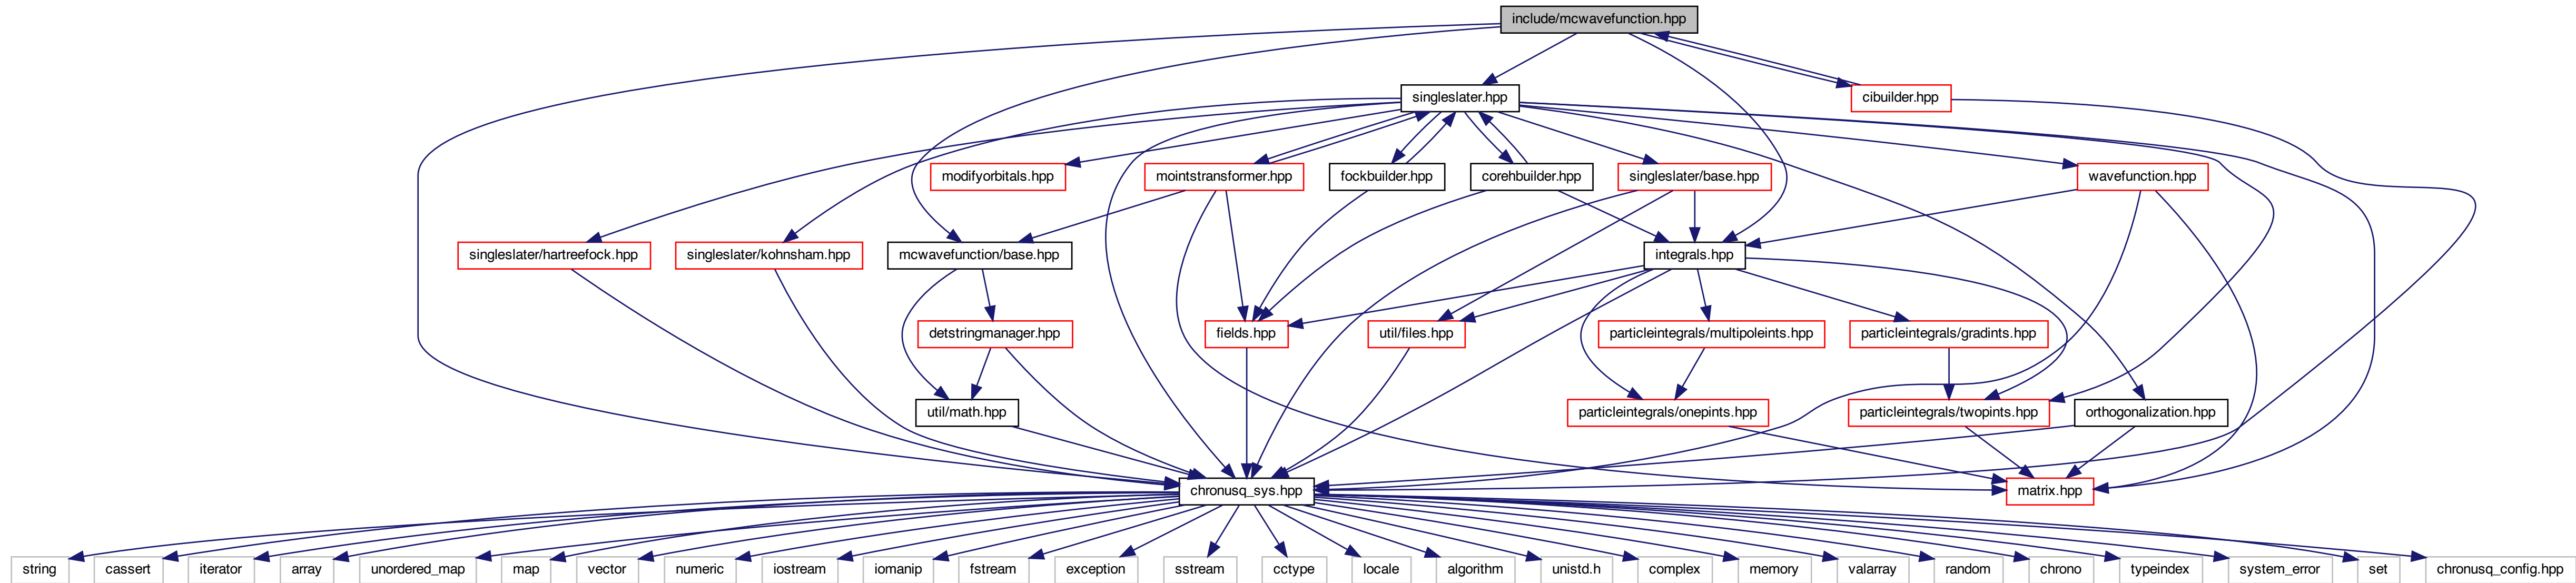 include/mcwavefunction.hpp
singleslater.hpp
cibuilder.hpp
modifyorbitals.hpp
mointstransformer.hpp
fockbuilder.hpp
corehbuilder.hpp
singleslater/base.hpp
wavefunction.hpp
singleslater/hartreefock.hpp
singleslater/kohnsham.hpp
mcwavefunction/base.hpp
integrals.hpp
detstringmanager.hpp
fields.hpp
util/files.hpp
particleintegrals/multipoleints.hpp
particleintegrals/gradints.hpp
util/math.hpp
particleintegrals/onepints.hpp
particleintegrals/twopints.hpp
orthogonalization.hpp
chronusq_sys.hpp
matrix.hpp
string
cassert
iterator
array
unordered_map
map
vector
numeric
iostream
iomanip
fstream
exception
sstream
cctype
locale
algorithm
unistd.h
complex
memory
valarray
random
chrono
typeindex
system_error
set
chronusq_config.hpp